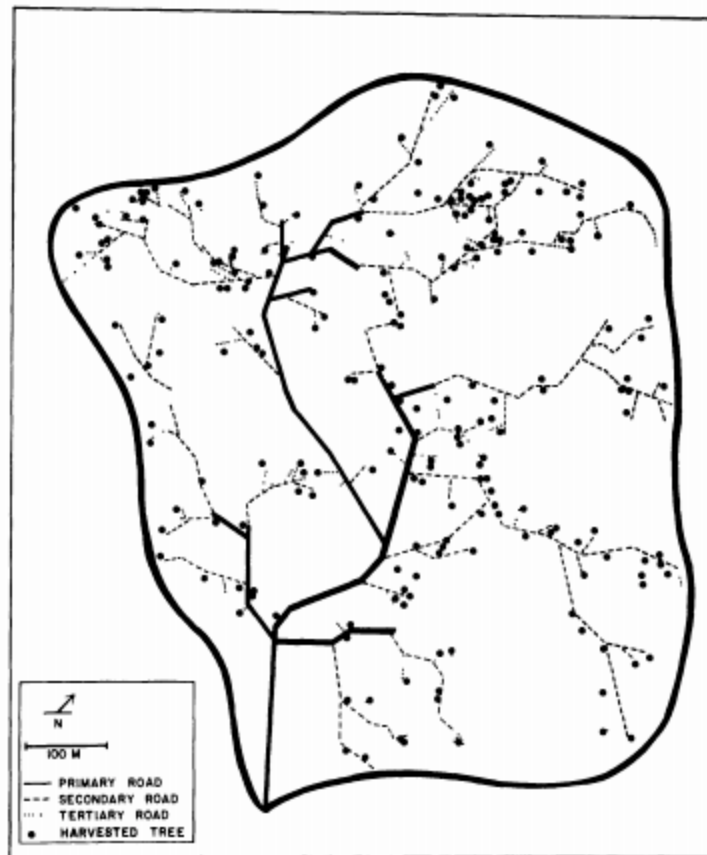 N
100 M
PRIMARY ROAD
SECONDARY ROAD
TERTIARY ROAD
HARVESTED TREE